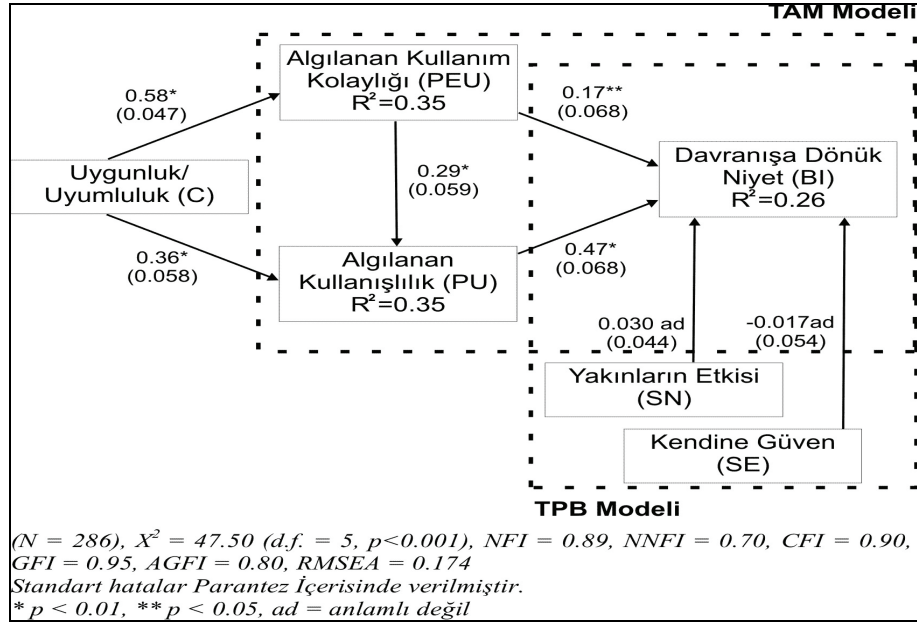 TAM Modeli
Algılanan Kullanım
Kolaylığı (PEU)
R²=0.35
0.58*
(0.047)
0.17**
(0.068)
Uygunluk/
Uyumluluk (C)
0.29*
(0.059)
Davranışa Dönük
Niyet (BI)
R²=0.26
0.36*
(0.058)
Algılanan
Kullanışlılık (PU)
R²=0.35
0.47*
(0.068)
0.030 ad
(0.044)
-0.017ad
(0.054)
Yakınların Etkisi
(SN)
Kendine Güven
(SE)
TPB Modeli
(N = 286), X² = 47.50 (d.f. = 5, p<0.001), NFI = 0.89, NNFI = 0.70, CFI = 0.90,
GFI = 0.95, AGFI = 0.80, RMSEA = 0.174
Standart hatalar Parantez İçerisinde verilmiştir.
* p < 0.01, ** p < 0.05, ad = anlamlı değil